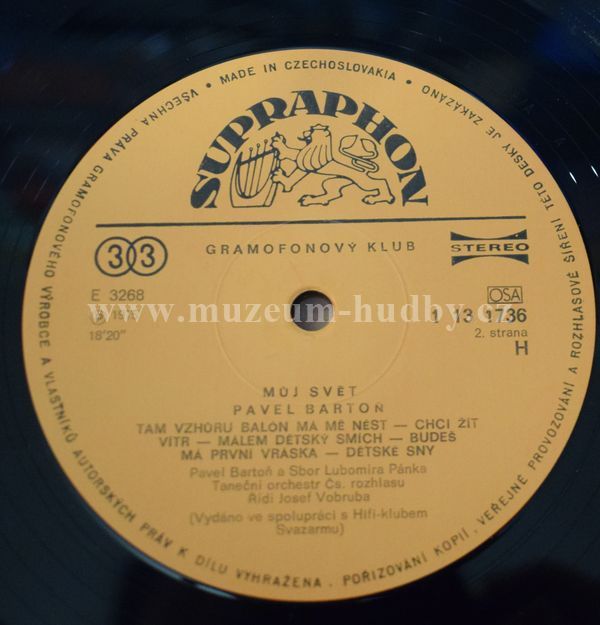 VŠECHNA PRÁVA GRAMOFONOVÉHO VÝROBCE A VLASTNÍKŮ AUTORSKÝCH PRÁV K DÍLU VYHRAŽENA. POŘIZOVÁNÍ KOPIÍ, VEŘEJNÉ PROVOZOVÁNÍ A ROZHLASOVÉ ŠÍŘENÍ TÉTO DESKY JE ZAKÁZÁNO
• MADE IN CZECHOSLOVAKIA •
SUPRAPHON
33 GRAMOFONOVÝ KLUB STEREO
E 3268 OSA
www.muzeum-hudby.cz
1 13 1736
18'20" 2. strana
H
MŮJ SVĚT
PAVEL BARTOŇ
TAM VZHŮRU BALÓN MÁ MĚ NÉST — CHCI ŽÍT
VÍTR — MÁLEM DĚTSKÝ SMÍCH — BUDEŠ
MÁ PRVNÍ VRÁSKA — DĚTSKÉ SNY
Pavel Bartoň a Sbor Lubomíra Pánka
Taneční orchestr Čs. rozhlasu
Řídí Josef Vobruba
(Vydáno ve spolupráci s Hifi-klubem
Svazarmu)